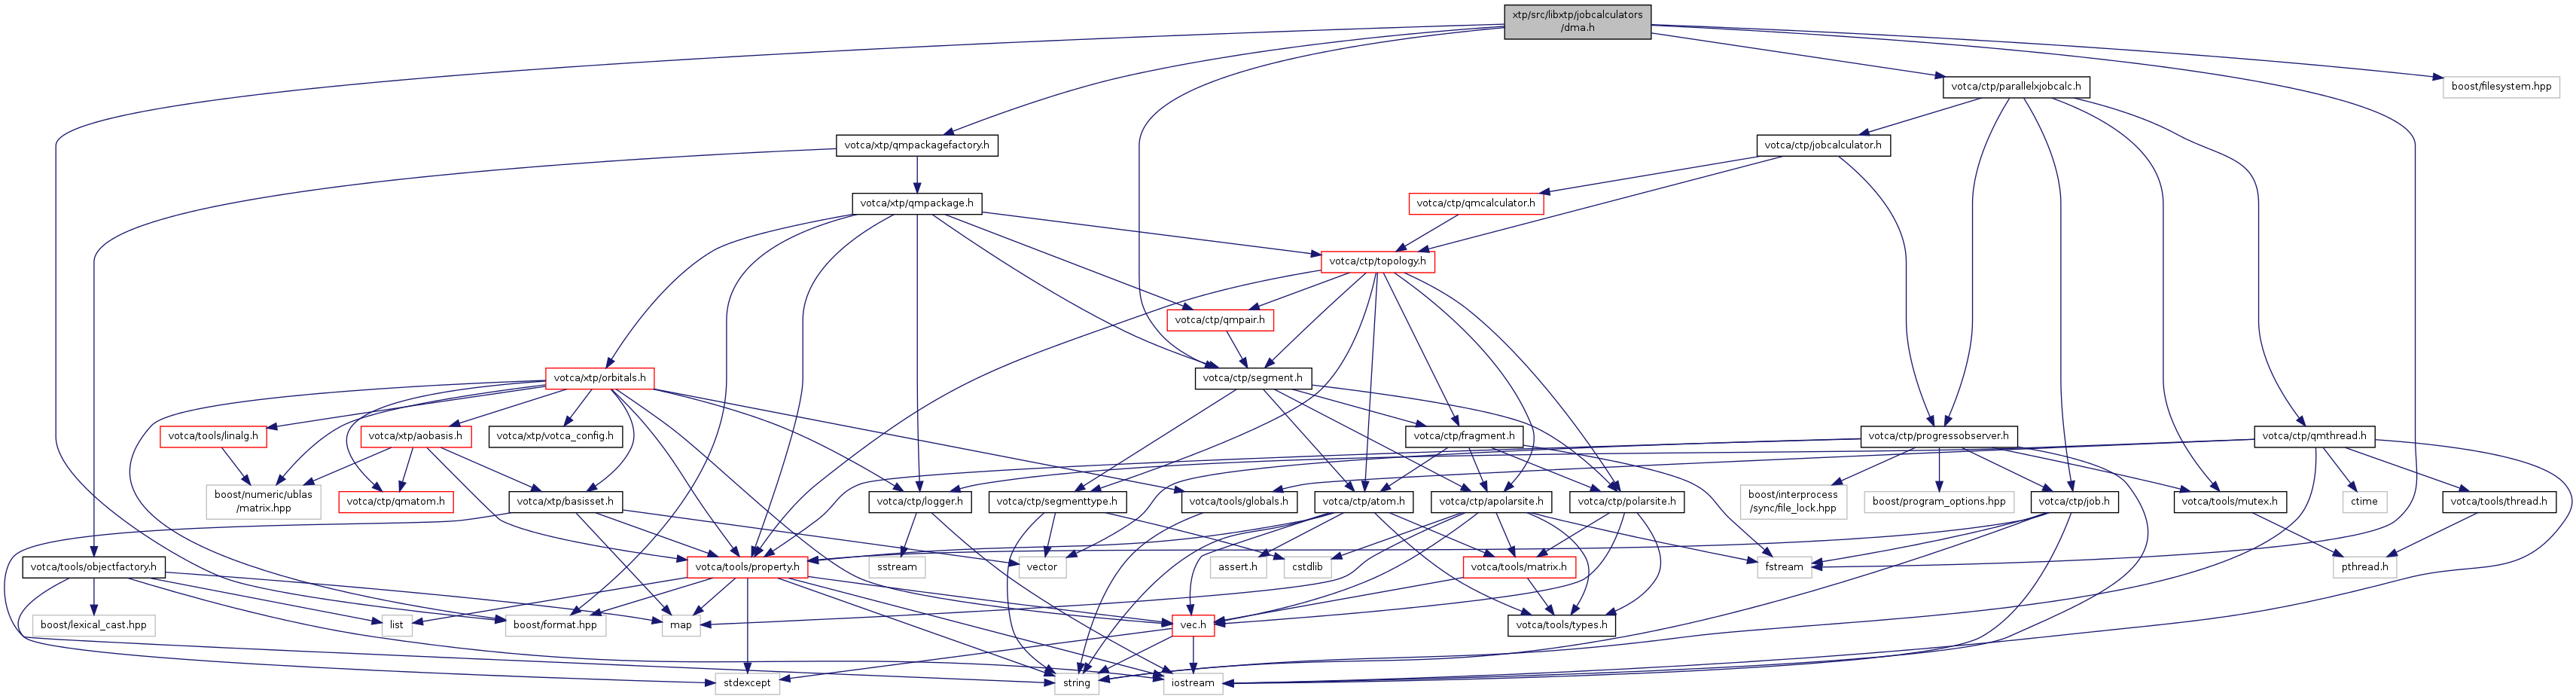 xtp/src/libxtp/jobcalculators
/dma.h
votca/ctp/parallelxjobcalc.h
boost/filesystem.hpp
votca/xtp/qmpackagefactory.h
votca/ctp/jobcalculator.h
votca/xtp/qmpackage.h
votca/ctp/qmcalculator.h
votca/ctp/topology.h
votca/ctp/qmpair.h
votca/xtp/orbitals.h
votca/ctp/segment.h
votca/tools/linalg.h
votca/xtp/aobasis.h
votca/xtp/votca_config.h
votca/ctp/fragment.h
votca/ctp/progressobserver.h
votca/ctp/qmthread.h
boost/numeric/ublas
/matrix.hpp
votca/ctp/qmatom.h
votca/xtp/basisset.h
votca/ctp/logger.h
votca/ctp/segmenttype.h
votca/tools/globals.h
votca/ctp/atom.h
votca/ctp/apolarsite.h
votca/ctp/polarsite.h
boost/interprocess
/sync/file_lock.hpp
boost/program_options.hpp
votca/ctp/job.h
votca/tools/mutex.h
ctime
votca/tools/thread.h
votca/tools/objectfactory.h
votca/tools/property.h
sstream
vector
assert.h
cstdlib
votca/tools/matrix.h
fstream
pthread.h
boost/lexical_cast.hpp
list
boost/format.hpp
map
vec.h
votca/tools/types.h
stdexcept
string
iostream